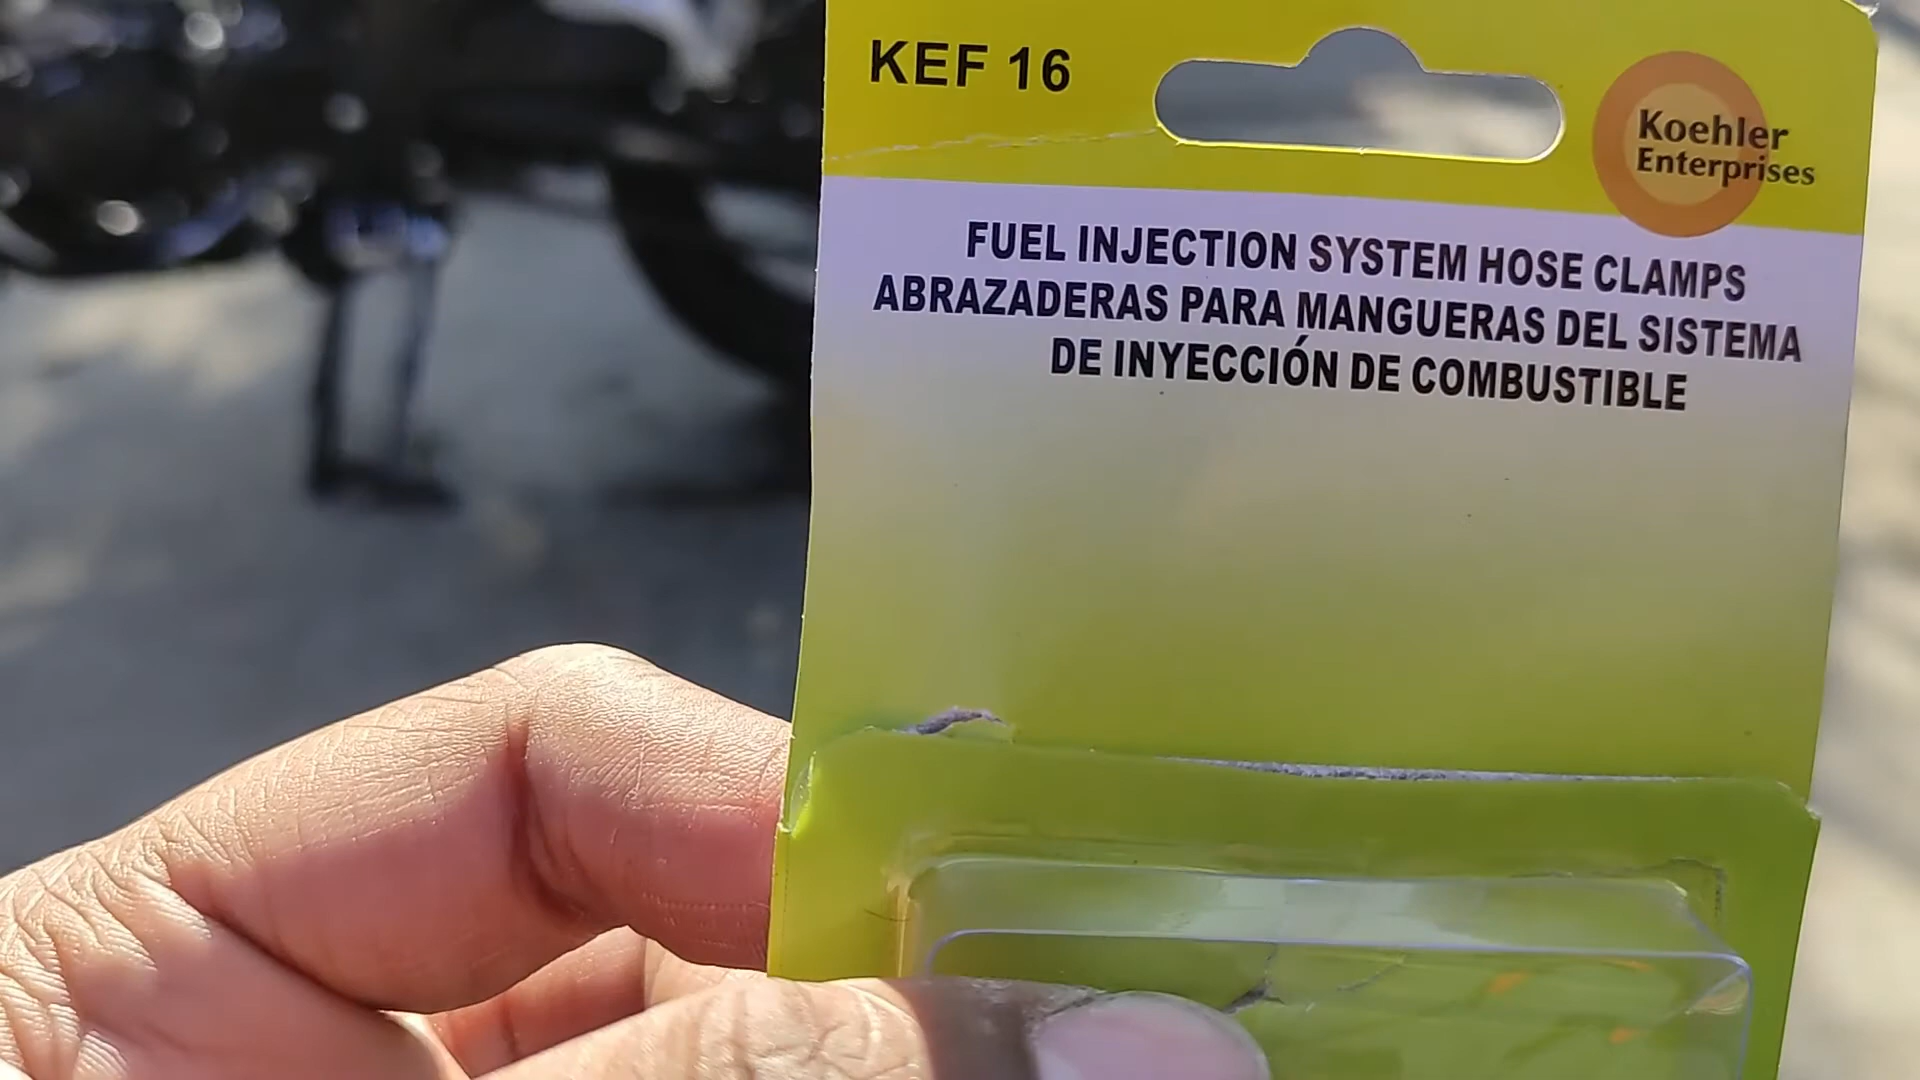 KEF 16
Koehler
Enterprises
FUEL INJECTION SYSTEM HOSE CLAMPS
ABRAZADERAS PARA MANGUERAS DEL SISTEMA
DE INYECCIÓN DE COMBUSTIBLE